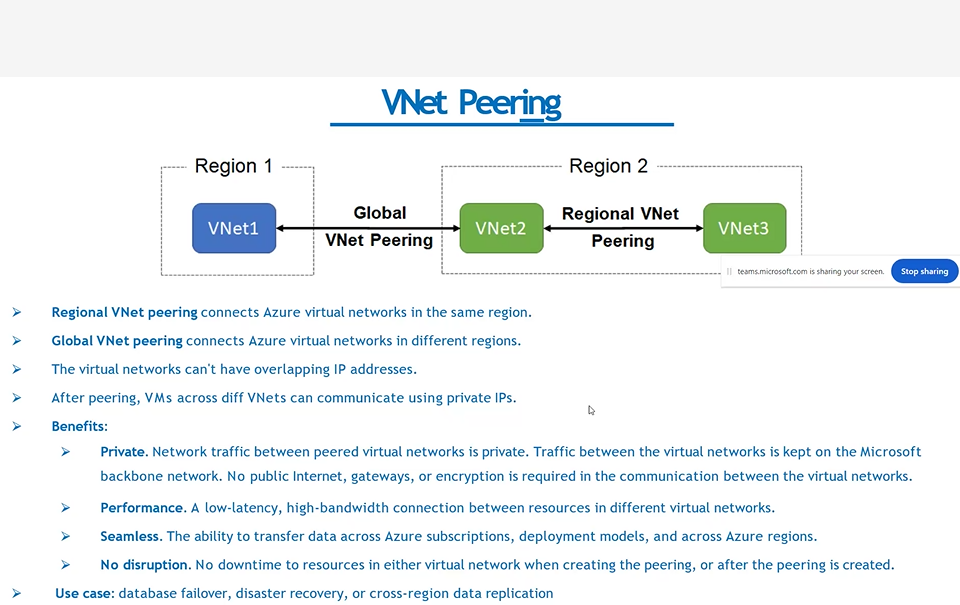 VNet Peering
Region 1
Region 2
VNet1
Global
VNet Peering
VNet2
Regional VNet
Peering
VNet3
teams.microsoft.com is sharing your screen.
Stop sharing
Regional VNet peering connects Azure virtual networks in the same region.
Global VNet peering connects Azure virtual networks in different regions.
The virtual networks can't have overlapping IP addresses.
After peering, VMs across diff VNets can communicate using private IPs.
Benefits:
Private. Network traffic between peered virtual networks is private. Traffic between the virtual networks is kept on the Microsoft
backbone network. No public Internet, gateways, or encryption is required in the communication between the virtual networks.
Performance. A low-latency, high-bandwidth connection between resources in different virtual networks.
Seamless. The ability to transfer data across Azure subscriptions, deployment models, and across Azure regions.
No disruption. No downtime to resources in either virtual network when creating the peering, or after the peering is created.
Use case: database failover, disaster recovery, or cross-region data replication